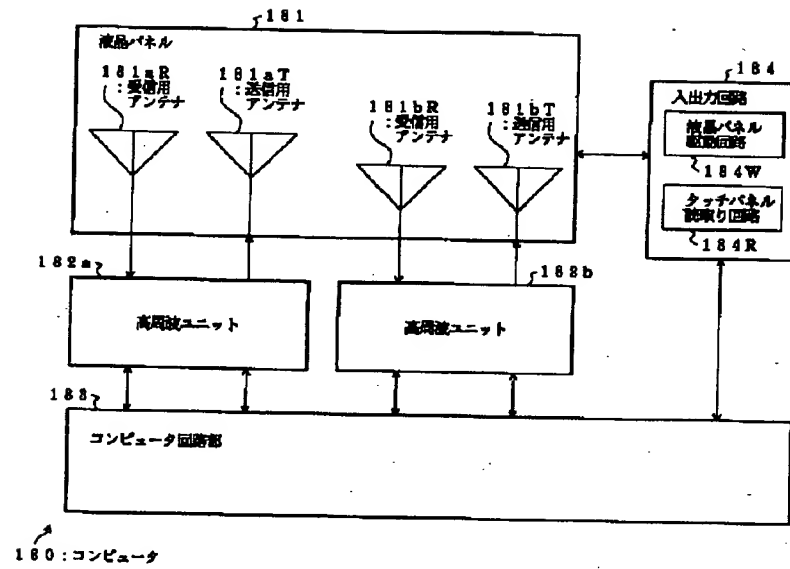 181
液晶パネル
181aR
:受信用
アンテナ
181aT
:送信用
アンテナ
181bR
:受信用
アンテナ
181bT
:送信用
アンテナ
184
入出力回路
液晶パネル
駆動回路
184W
タッチパネル
読取り回路
184R
182a
高周波ユニット
182b
高周波ユニット
183
コンピュータ回路部
180:コンピュータ